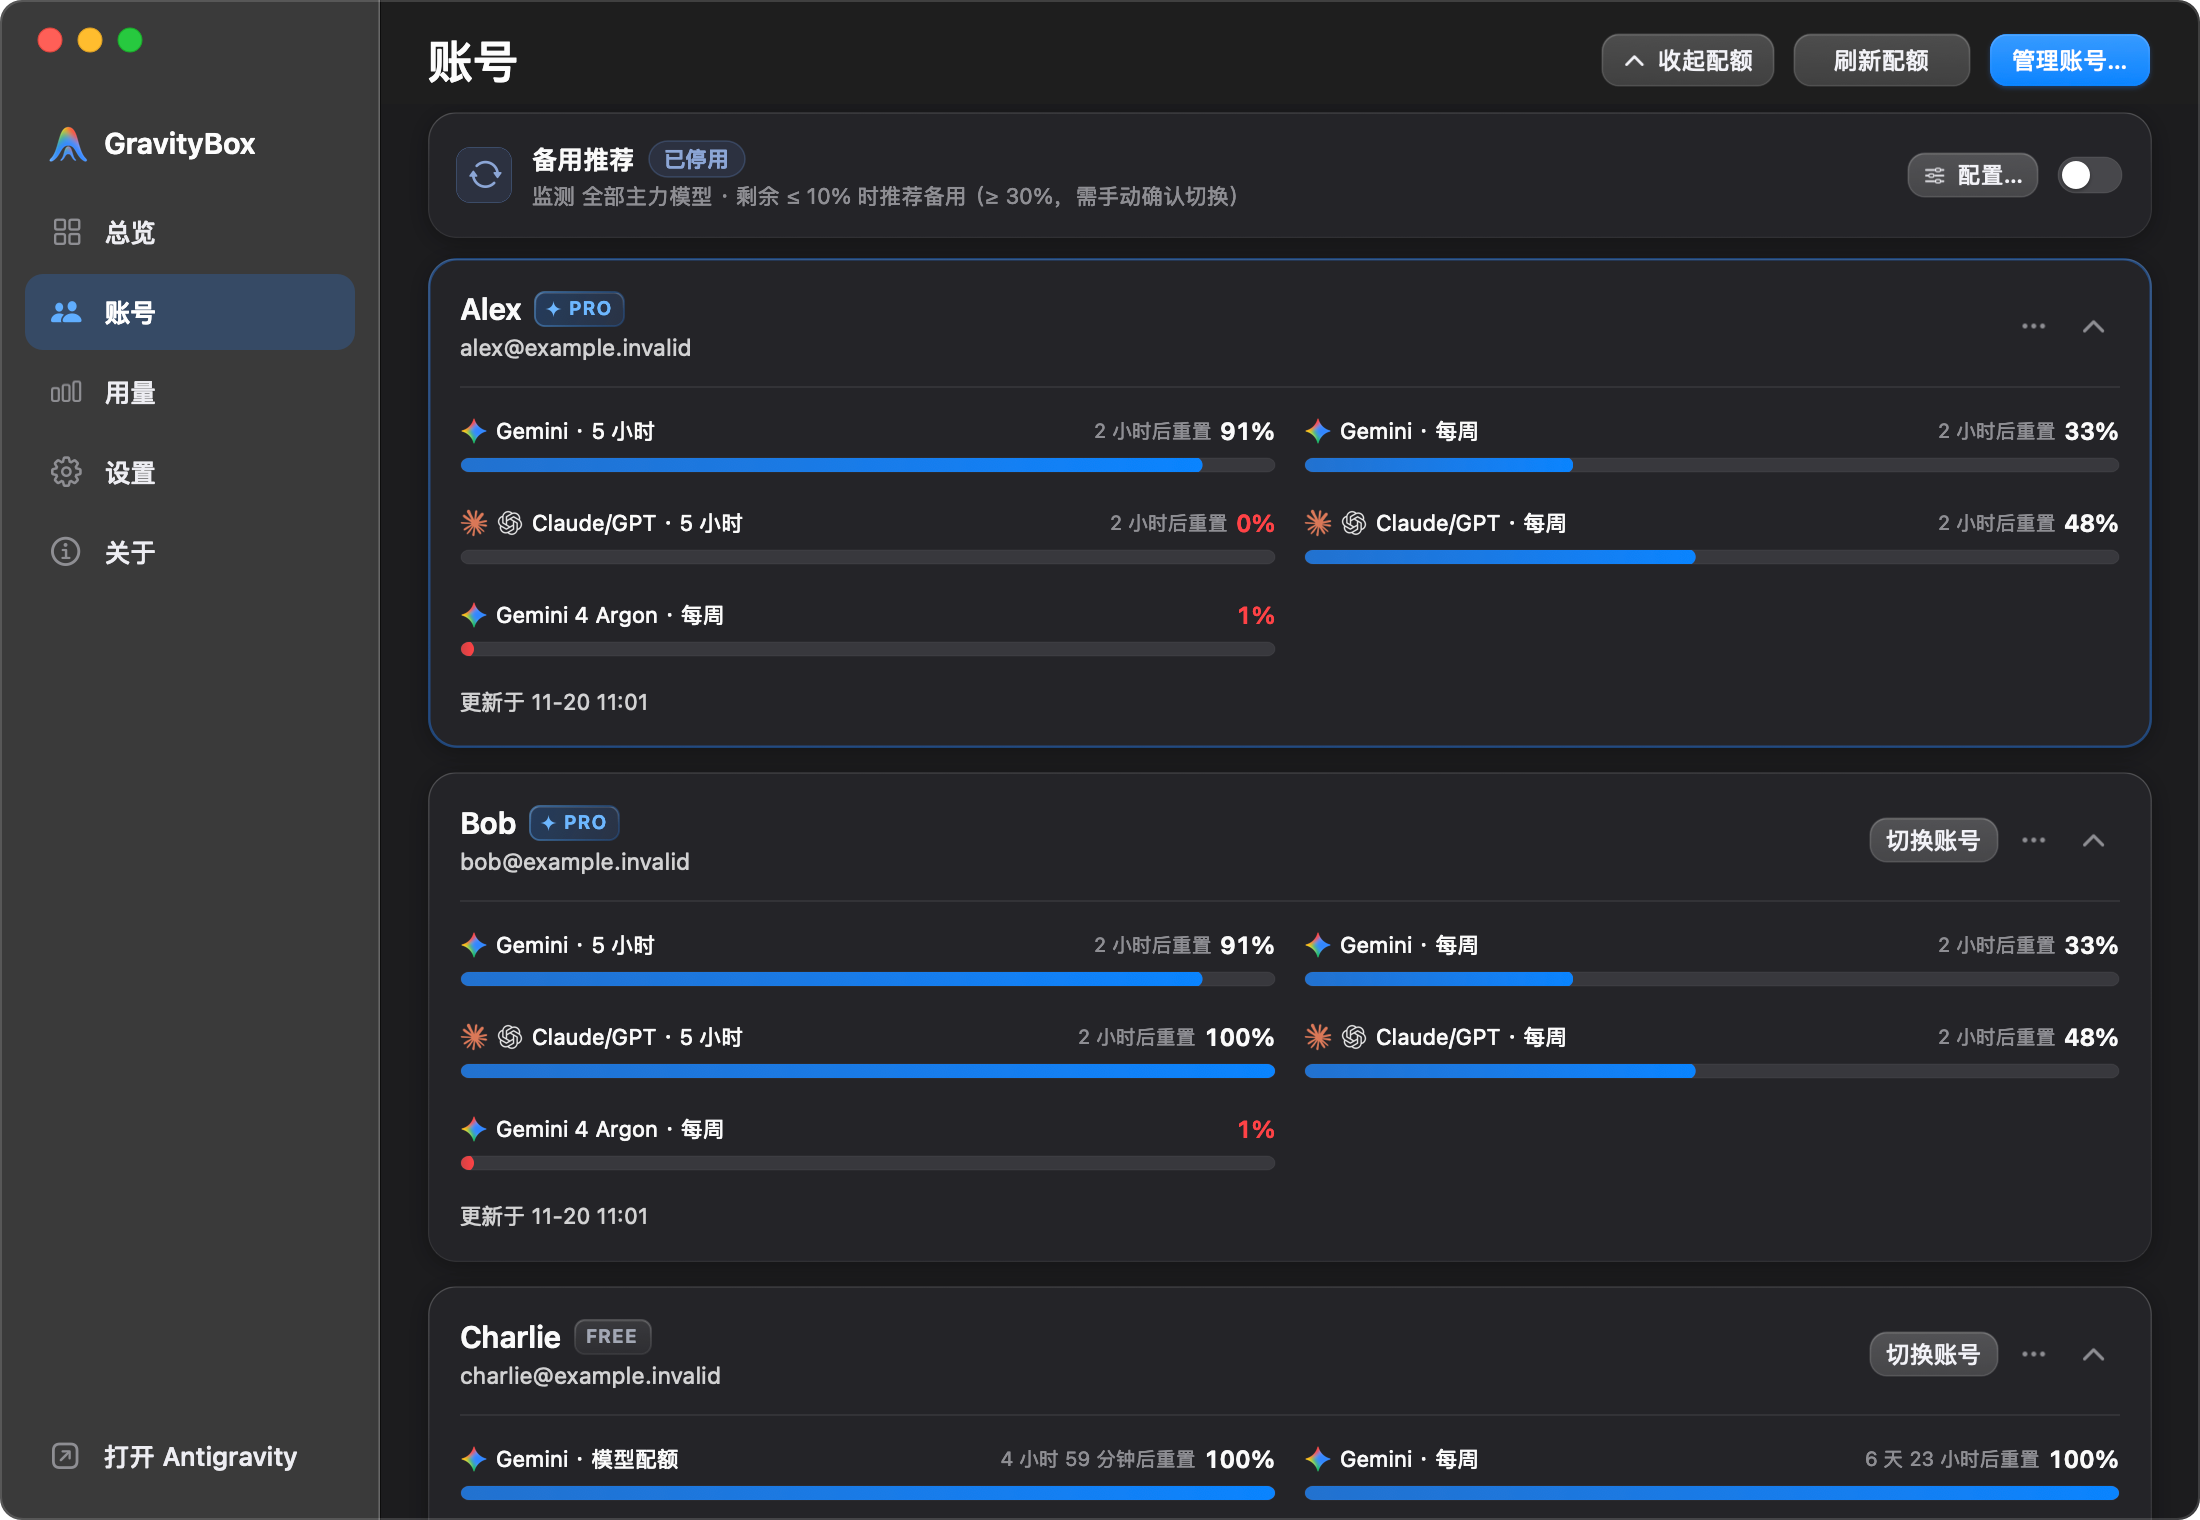 GravityBox
总览
账号
用量
设置
关于
打开 Antigravity
账号
收起配额
刷新配额
管理账号...
备用推荐 已停用
监测 全部主力模型 · 剩余 ≤ 10% 时推荐备用 (≥ 30%，需手动确认切换)
配置...
Alex PRO
alex@example.invalid
Gemini · 5 小时 2 小时后重置 91%
Gemini · 每周 2 小时后重置 33%
Claude/GPT · 5 小时 2 小时后重置 0%
Claude/GPT · 每周 2 小时后重置 48%
Gemini 4 Argon · 每周 1%
更新于 11-20 11:01
Bob PRO
bob@example.invalid
切换账号
Gemini · 5 小时 2 小时后重置 91%
Gemini · 每周 2 小时后重置 33%
Claude/GPT · 5 小时 2 小时后重置 100%
Claude/GPT · 每周 2 小时后重置 48%
Gemini 4 Argon · 每周 1%
更新于 11-20 11:01
Charlie FREE
charlie@example.invalid
切换账号
Gemini · 模型配额 4 小时 59 分钟后重置 100%
Gemini · 每周 6 天 23 小时后重置 100%